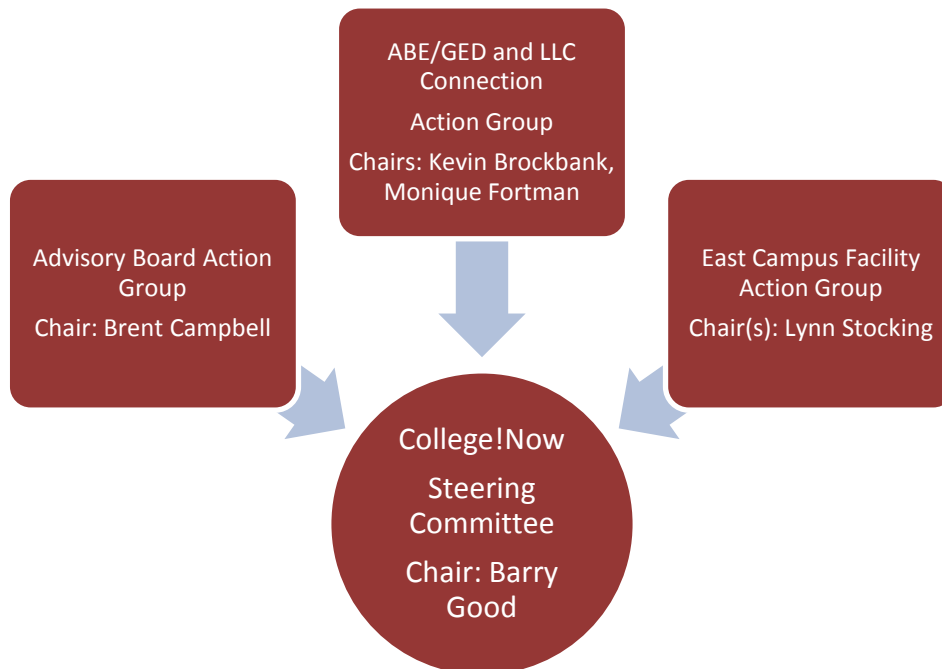 ABE/GED and LLC
Connection
Action Group
Chairs: Kevin Brockbank,
Monique Fortman
Advisory Board Action
Group
Chair: Brent Campbell
East Campus Facility
Action Group
Chair(s): Lynn Stocking
College!Now
Steering
Committee
Chair: Barry
Good